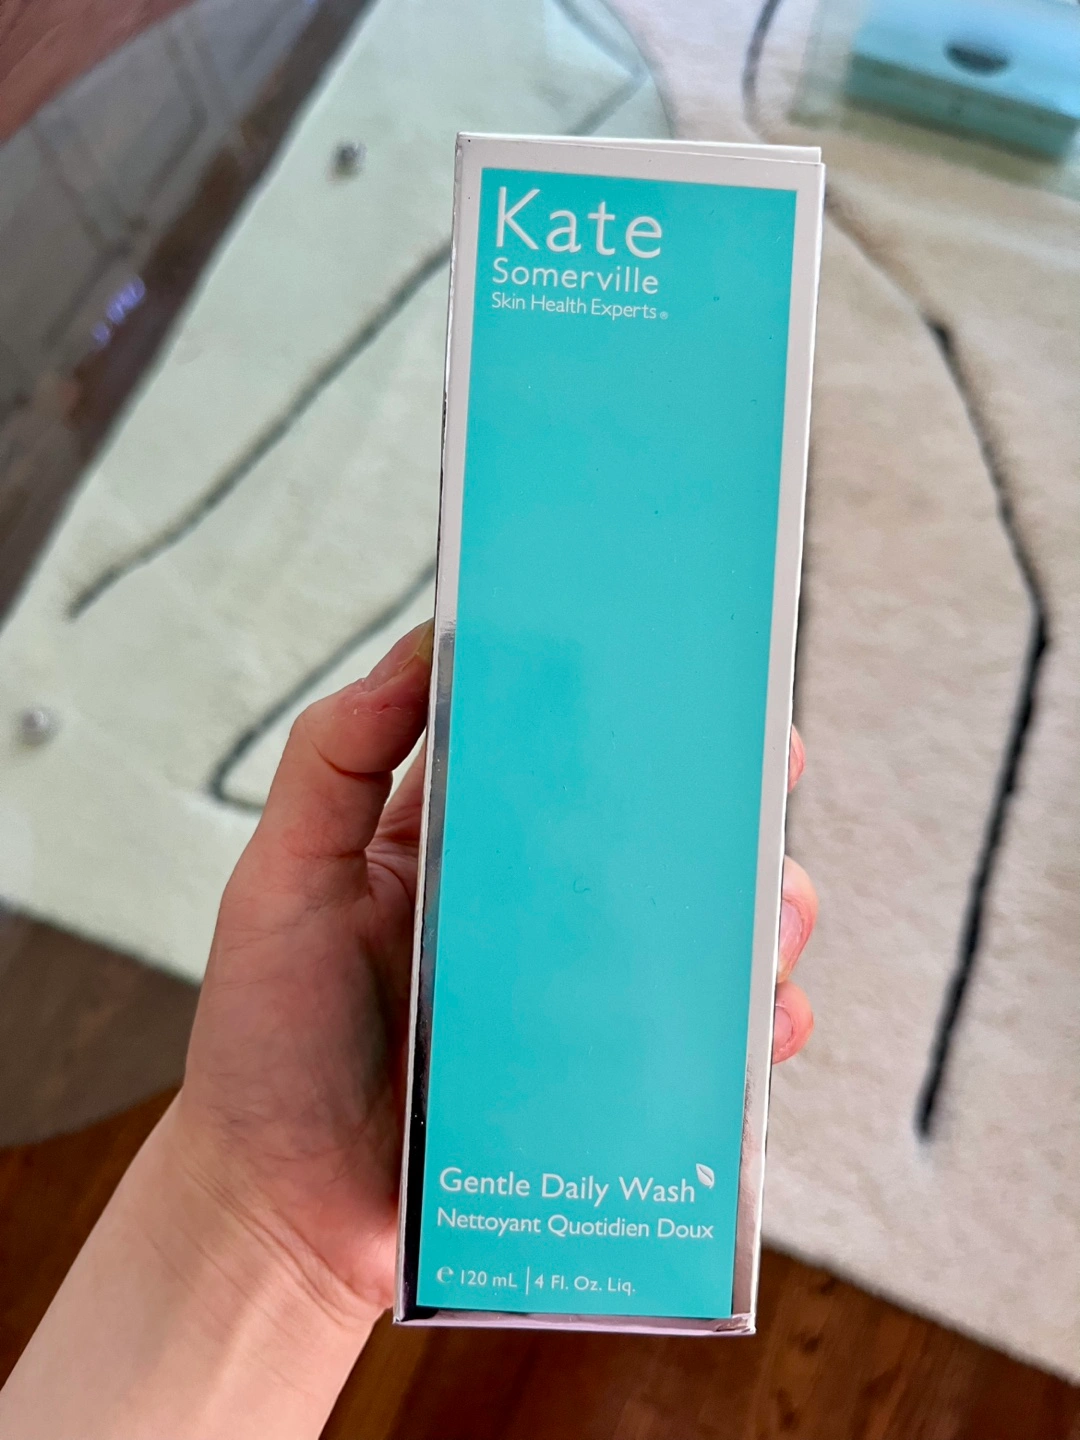 Kate
Somerville
Skin Health Experts®
Gentle Daily Wash
Nettoyant Quotidien Doux
℮ 120 mL | 4 Fl. Oz. Liq.